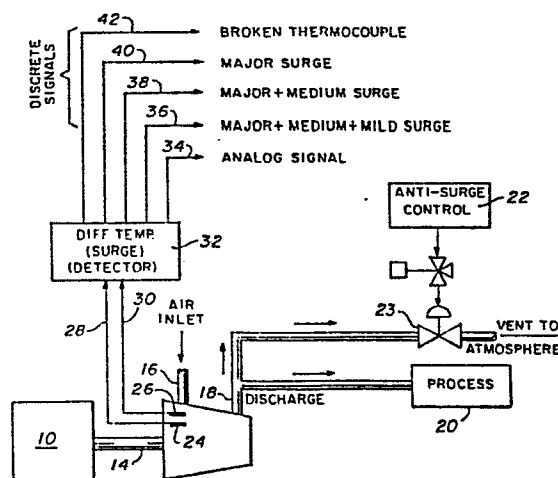 42
BROKEN THERMOCOUPLE
40
MAJOR SURGE
38
MAJOR + MEDIUM SURGE
36
MAJOR + MEDIUM + MILD SURGE
34
ANALOG SIGNAL
DISCRETE
SIGNALS
ANTI-SURGE
CONTROL
22
DIFF TEMP.
(SURGE)
(DETECTOR)
32
28
30
AIR
INLET
23
VENT TO
ATMOSPHERE
16
26
18
24
DISCHARGE
PROCESS
20
10
14